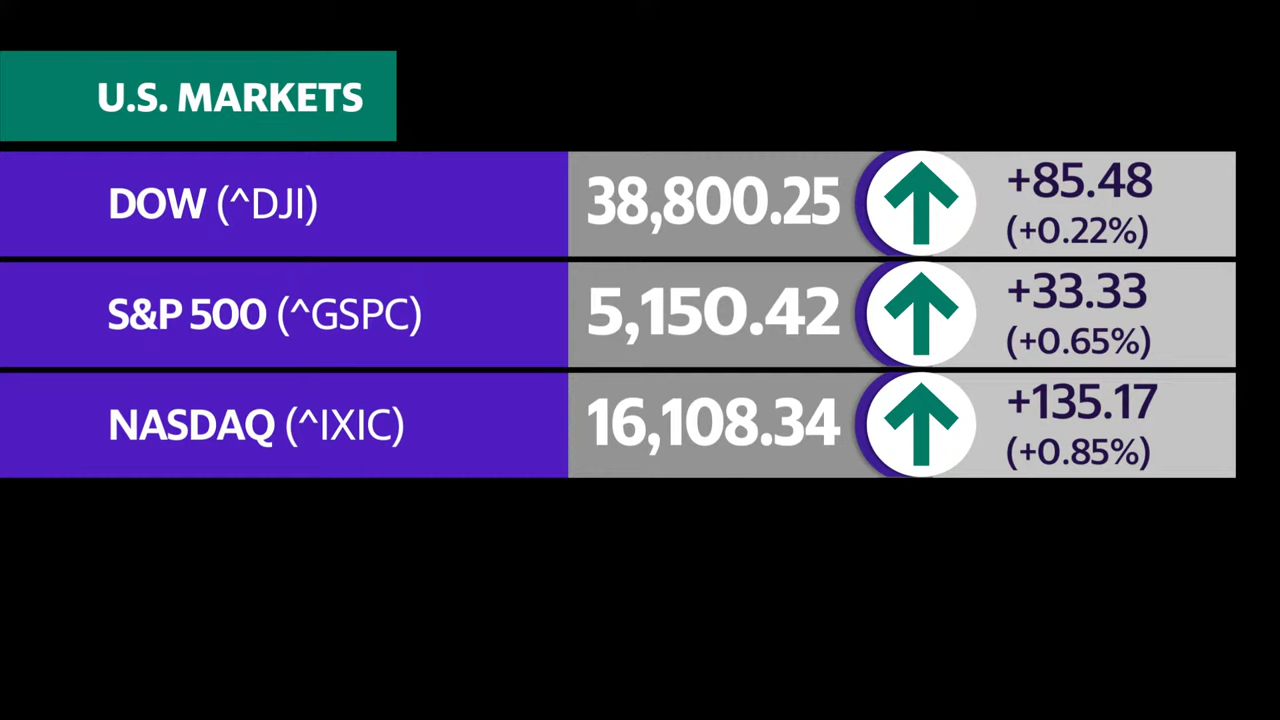 U.S. MARKETS
DOW (^DJI) 38,800.25 +85.48
(+0.22%)
S&P 500 (^GSPC) 5,150.42 +33.33
(+0.65%)
NASDAQ (^IXIC) 16,108.34 +135.17
(+0.85%)